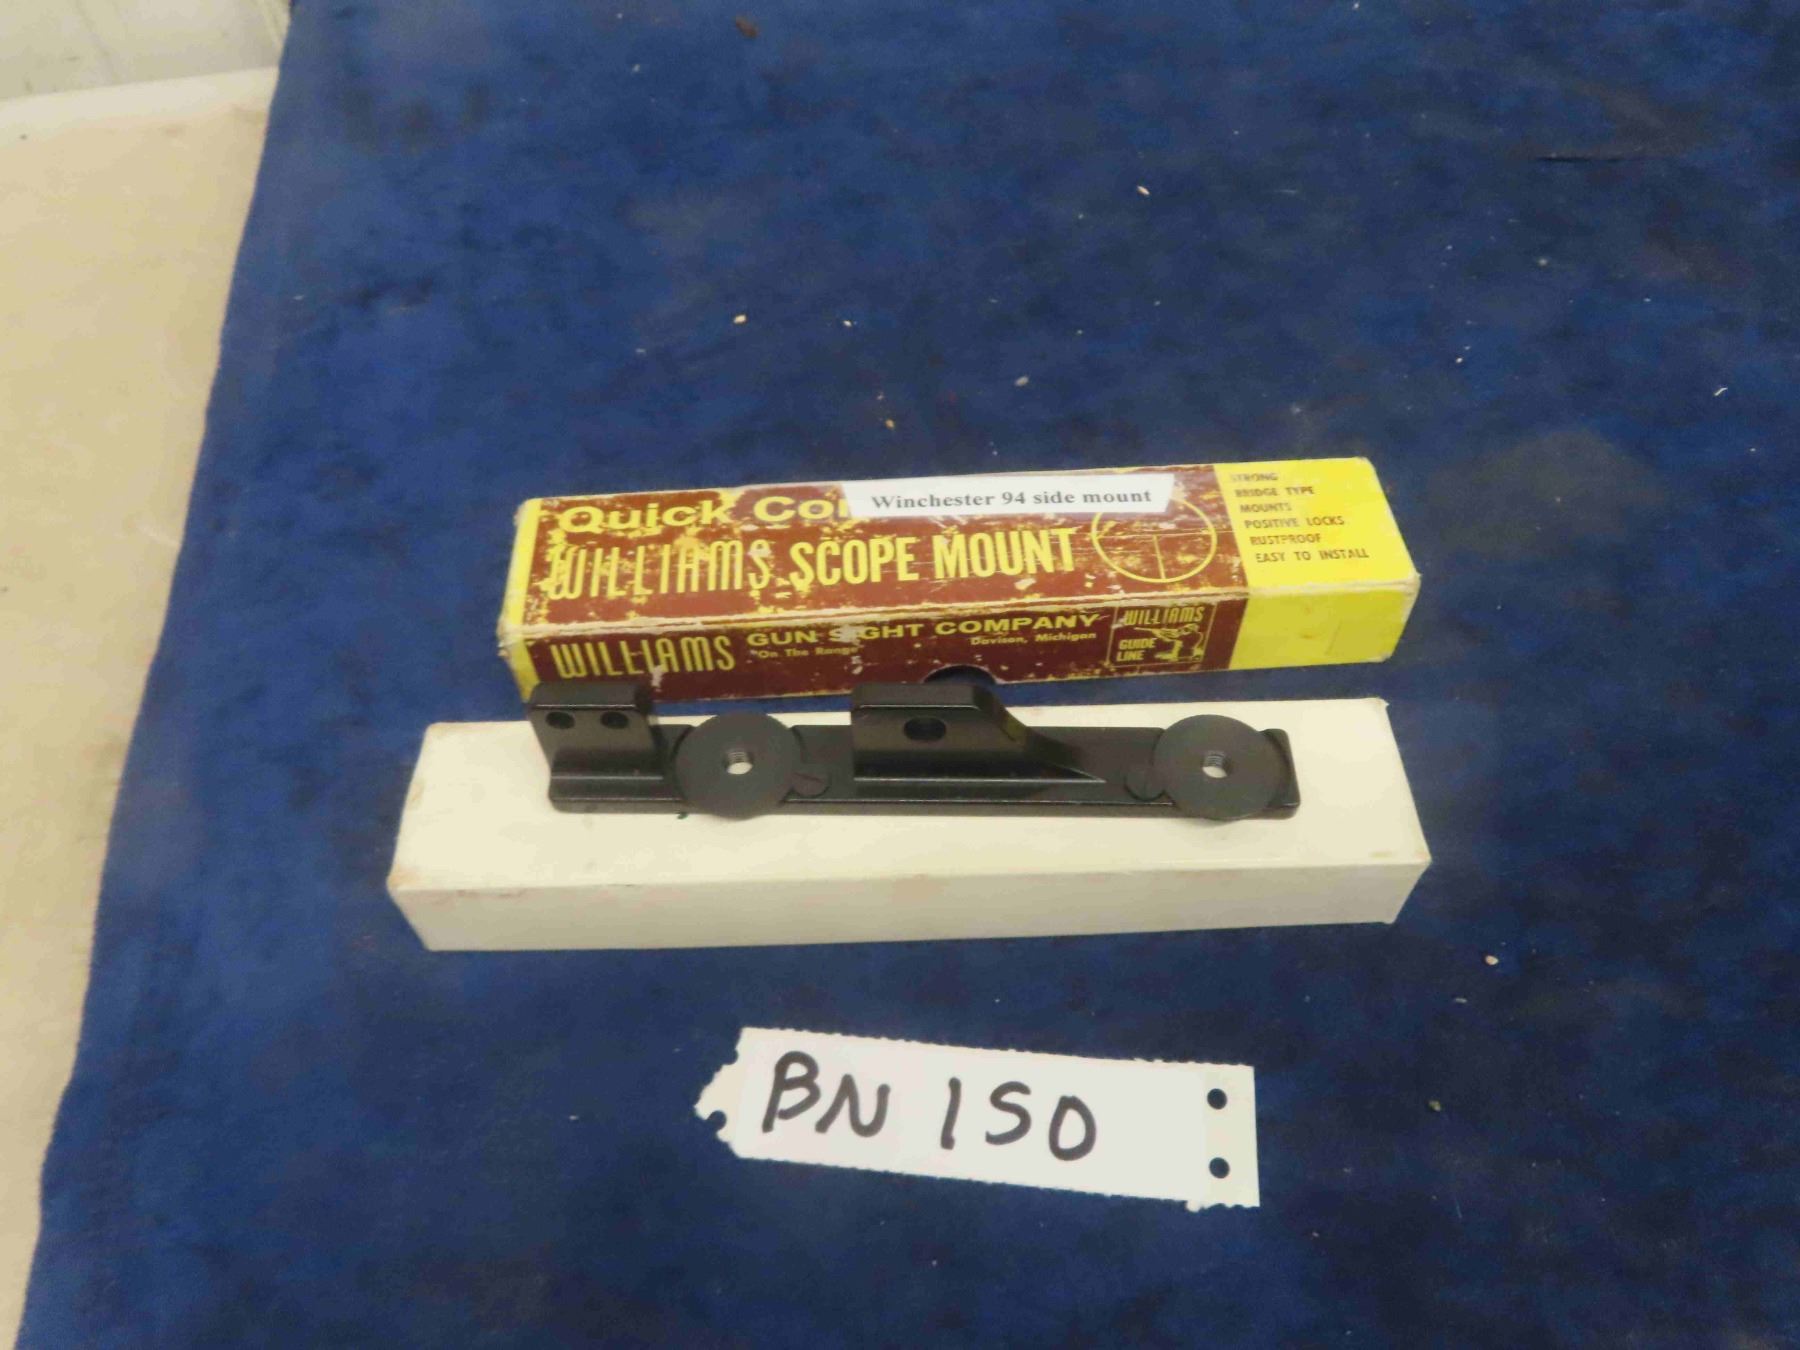 Quick Co
Winchester 94 side mount
WILLIAMS SCOPE MOUNT
STRONG
BRIDGE TYPE
MOUNTS
POSITIVE LOCKS
RUSTPROOF
EASY TO INSTALL
WILLIAMS GUN SIGHT COMPANY
"On The Range" Davison, Michigan
WILLIAMS
GUIDE
LINE
BN 150